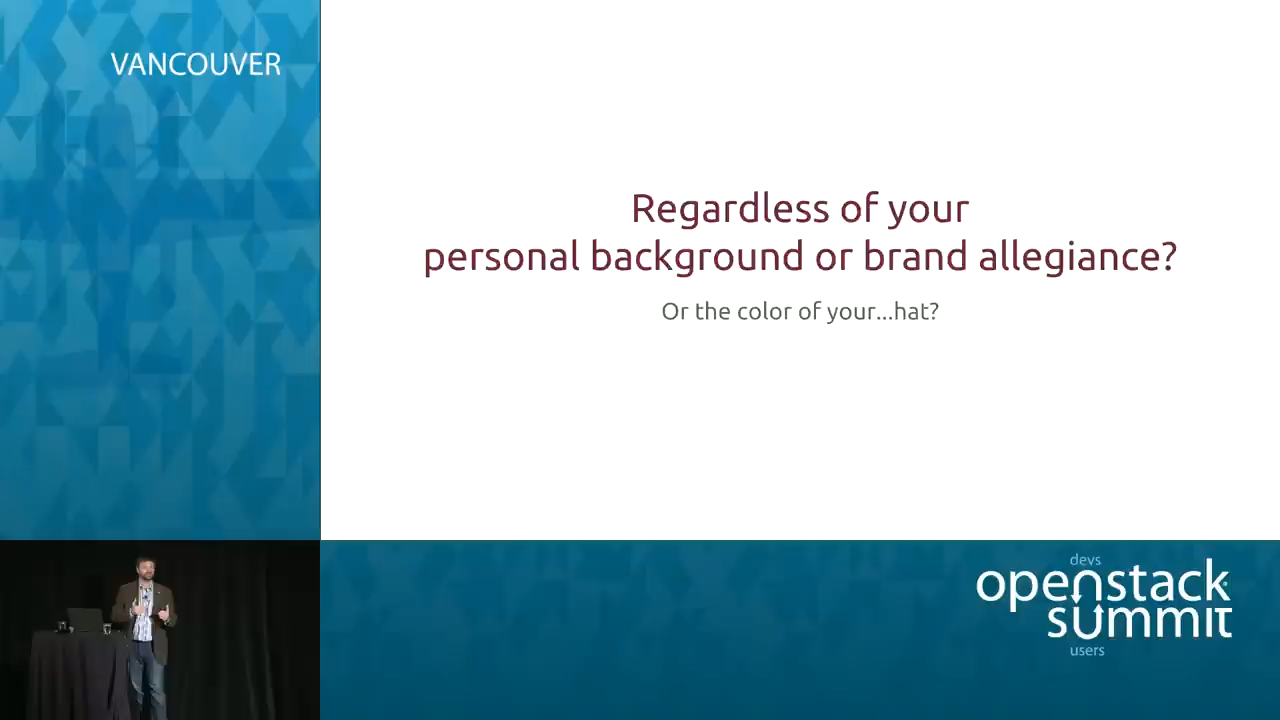 VANCOUVER
Regardless of your
personal background or brand allegiance?
Or the color of your...hat?
devs
openstack
summit
users